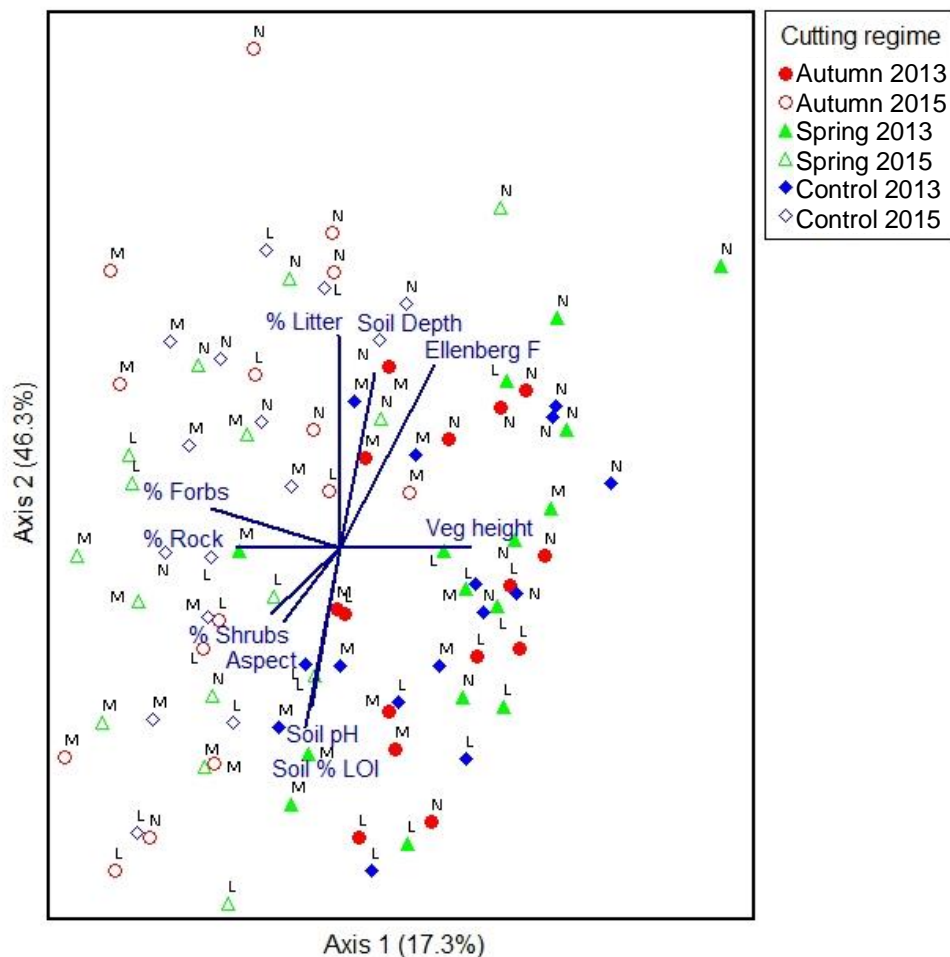 Cutting regime
Autumn 2013
Autumn 2015
Spring 2013
Spring 2015
Control 2013
Control 2015
N
N
N
L
N
N
M
N
L
N
N
% Litter
Soil Depth
M
N
N
Ellenberg F
N
L
N
M
L
M
M
N
N
N
N
M
N
N
M
N
M
M
N
L
M
L
M
L
M
N
% Forbs
M
Veg height
% Rock
M
M
L
N
N
L
N
L
L
M
N
M
L
M
L
L
L
% Shrubs
L
Aspect
M
M
L
L
L
N
M
L
N
L
M
M
L
M
Soil pH
M
M
M
M
L
Soil % LOI
M
L
N
L
N
L
L
L
L
Axis 2 (46.3%)
Axis 1 (17.3%)